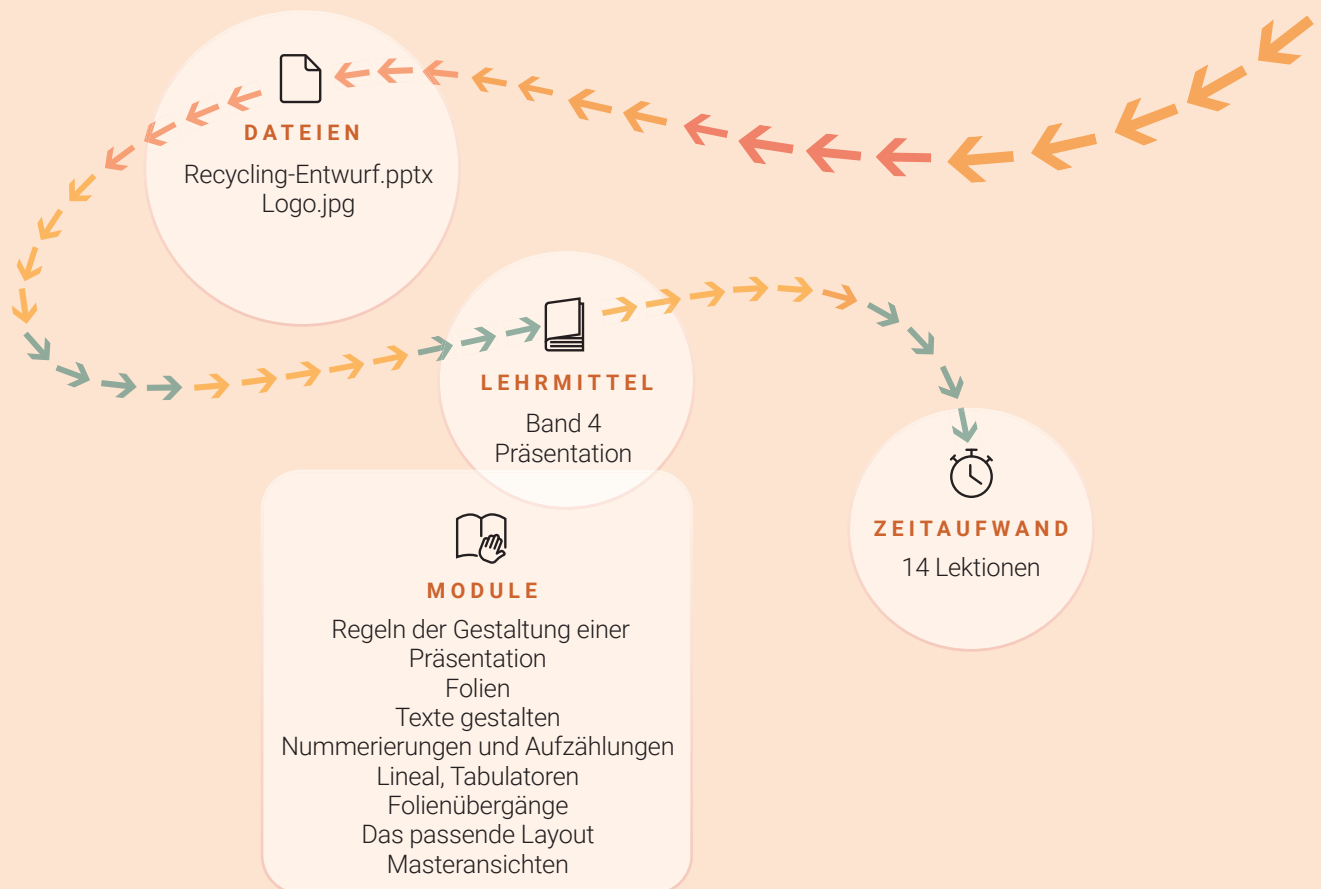 DATEIEN
Recycling-Entwurf.pptx
Logo.jpg
LEHRMITTEL
Band 4
Präsentation
MODULE
Regeln der Gestaltung einer
Präsentation
Folien
Texte gestalten
Nummerierungen und Aufzählungen
Lineal, Tabulatoren
Folienübergänge
Das passende Layout
Masteransichten
ZEITAUFWAND
14 Lektionen